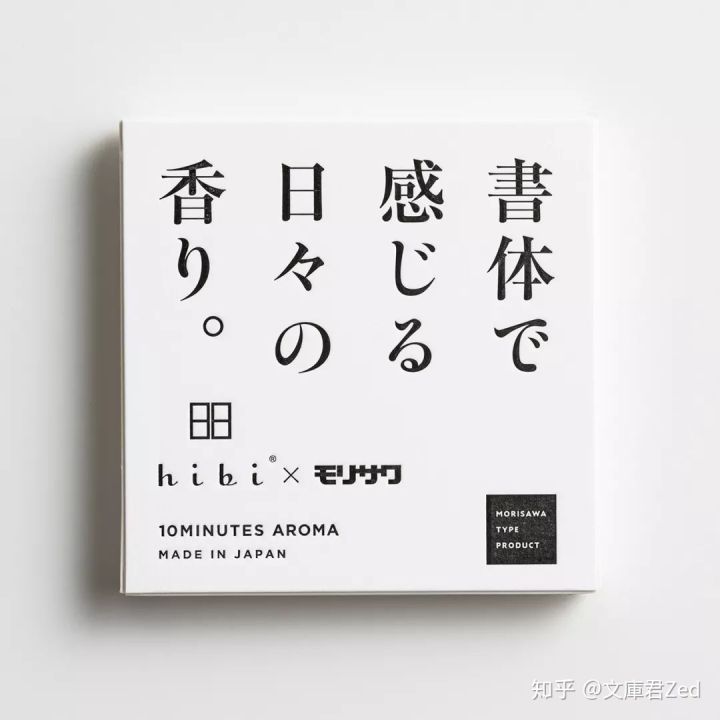 書体で
感じる
日々の
香り。
hibi® × モリサワ
10MINUTES AROMA
MADE IN JAPAN
MORISAWA
TYPE
PRODUCT
知乎 @文庫君Zed